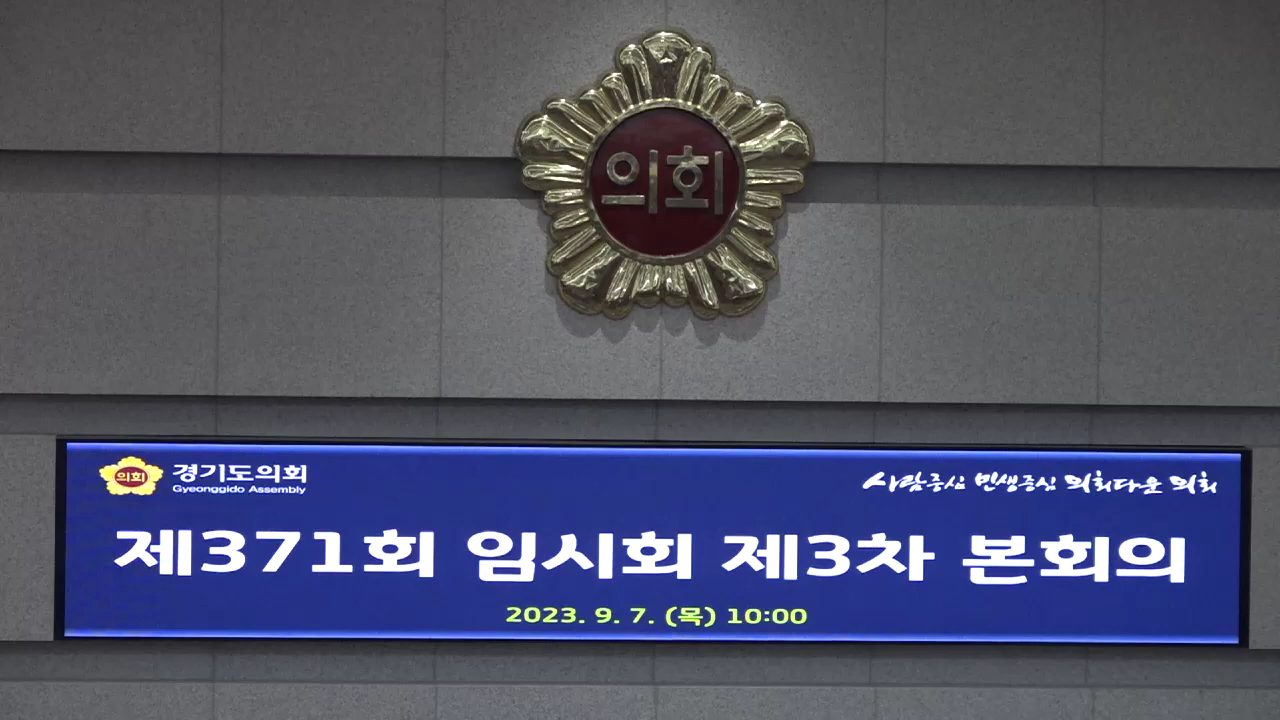 의회
의회
경기도의회
Gyeonggido Assembly
사람중심 민생중심 의회다운 의회
제371회 임시회 제3차 본회의
2023. 9. 7. (목) 10:00